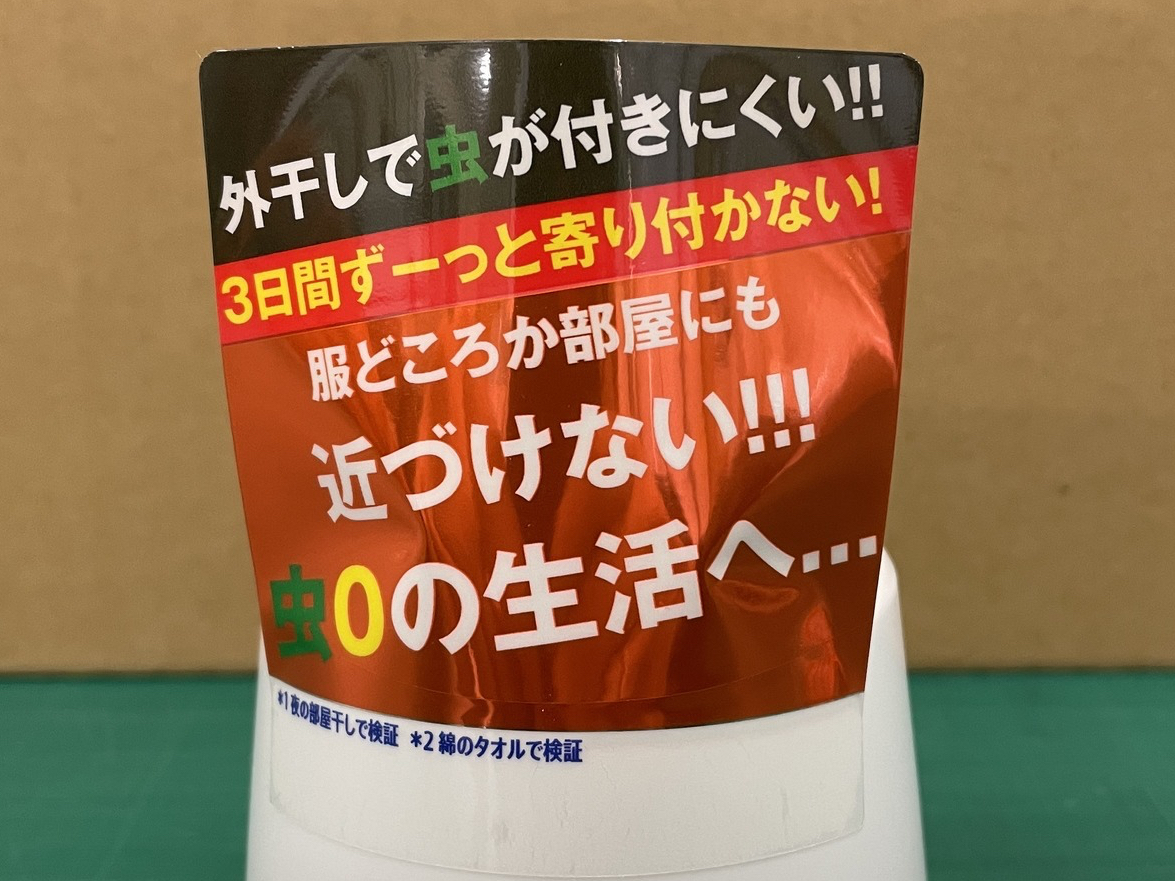 外干しで虫が付きにくい!!
3日間ずーっと寄り付かない!
服どころか部屋にも
近づけない!!!
虫0の生活へ...
*1 夜の部屋干しで検証 *2 綿のタオルで検証